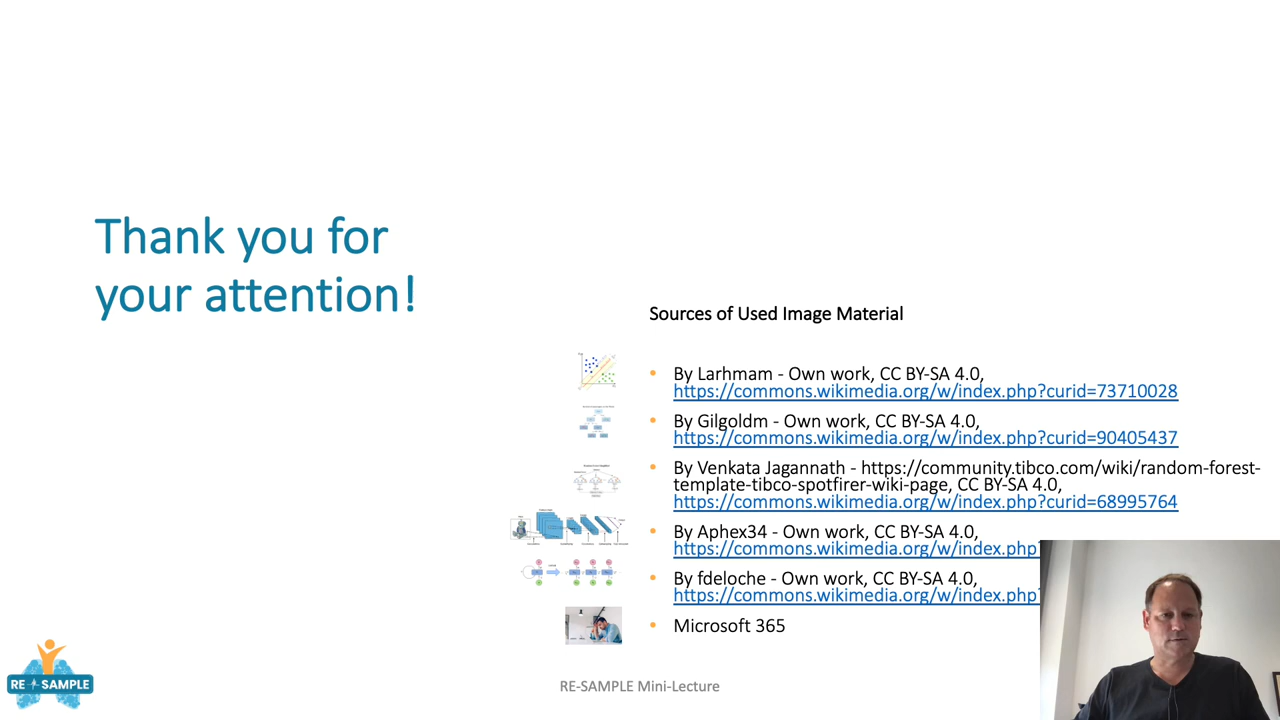 Thank you for
your attention!
Sources of Used Image Material
• By Larhmam - Own work, CC BY-SA 4.0,
https://commons.wikimedia.org/w/index.php?curid=73710028
• By Gilgoldm - Own work, CC BY-SA 4.0,
https://commons.wikimedia.org/w/index.php?curid=90405437
• By Venkata Jagannath - https://community.tibco.com/wiki/random-forest-
template-tibco-spotfirer-wiki-page, CC BY-SA 4.0,
https://commons.wikimedia.org/w/index.php?curid=68995764
• By Aphex34 - Own work, CC BY-SA 4.0,
https://commons.wikimedia.org/w/index.php?
• By fdeloche - Own work, CC BY-SA 4.0,
https://commons.wikimedia.org/w/index.php?
• Microsoft 365
RE-SAMPLE
RE-SAMPLE Mini-Lecture